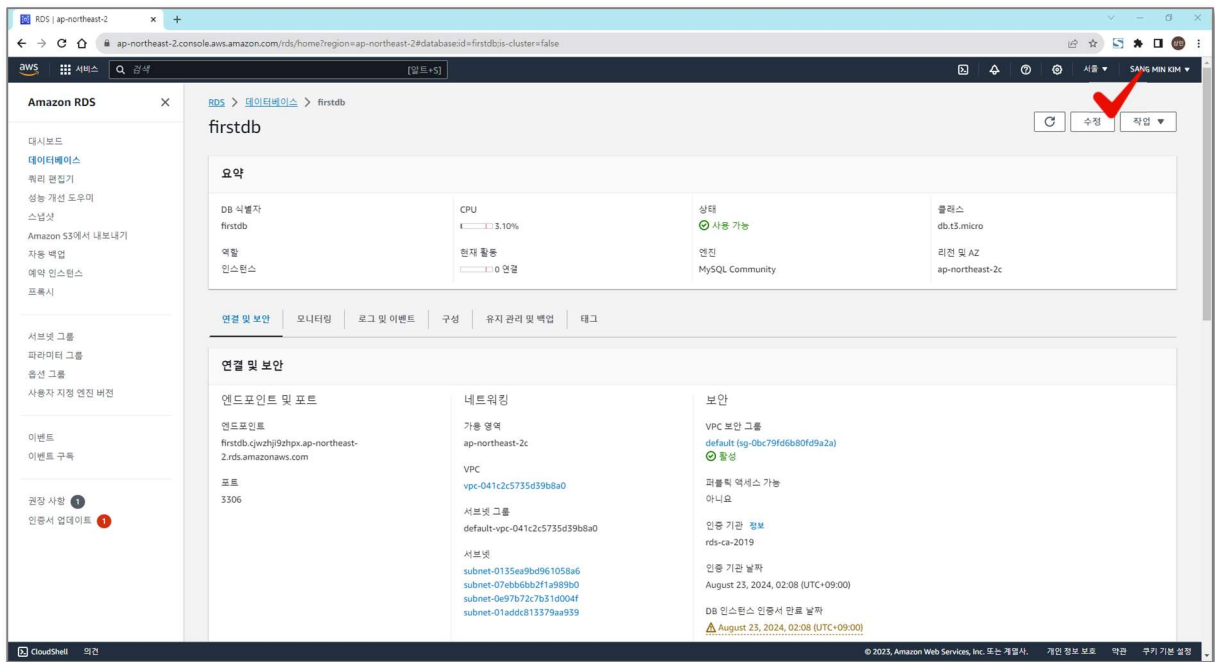 RDS | ap-northeast-2
ap-northeast-2.console.aws.amazon.com/rds/home?region=ap-northeast-2#database:id=firstdb;is-cluster=false
aws
서비스
검색
[알트+S]
서울 ▼
SANG MIN KIM ▼
Amazon RDS
대시보드
데이터베이스
쿼리 편집기
성능 개선 도우미
스냅샷
Amazon S3에서 내보내기
자동 백업
예약 인스턴스
프록시
서브넷 그룹
파라미터 그룹
옵션 그룹
사용자 지정 엔진 버전
이벤트
이벤트 구독
권장 사항 1
인증서 업데이트 1
RDS > 데이터베이스 > firstdb
firstdb
수정
작업 ▼
요약
DB 식별자
firstdb
CPU
3.10%
상태
사용 가능
클래스
db.t3.micro
역할
인스턴스
현재 활동
0 연결
엔진
MySQL Community
리전 및 AZ
ap-northeast-2c
연결 및 보안
모니터링
로그 및 이벤트
구성
유지 관리 및 백업
태그
연결 및 보안
엔드포인트 및 포트
엔드포인트
firstdb.cjwzhji9zhpx.ap-northeast-
2.rds.amazonaws.com
포트
3306
네트워킹
가용 영역
ap-northeast-2c
VPC
vpc-041c2c5735d39b8a0
서브넷 그룹
default-vpc-041c2c5735d39b8a0
서브넷
subnet-0135ea9bd961058a6
subnet-07ebb6bb2f1a989b0
subnet-0e97b72c7b31d004f
subnet-01addc813379aa939
보안
VPC 보안 그룹
default (sg-0bc79fd6b80fd9a2a)
활성
퍼블릭 액세스 가능
아니요
인증 기관 정보
rds-ca-2019
인증 기관 날짜
August 23, 2024, 02:08 (UTC+09:00)
DB 인스턴스 인증서 만료 날짜
August 23, 2024, 02:08 (UTC+09:00)
CloudShell
의견
© 2023, Amazon Web Services, Inc. 또는 계열사.
개인 정보 보호
약관
쿠키 기본 설정